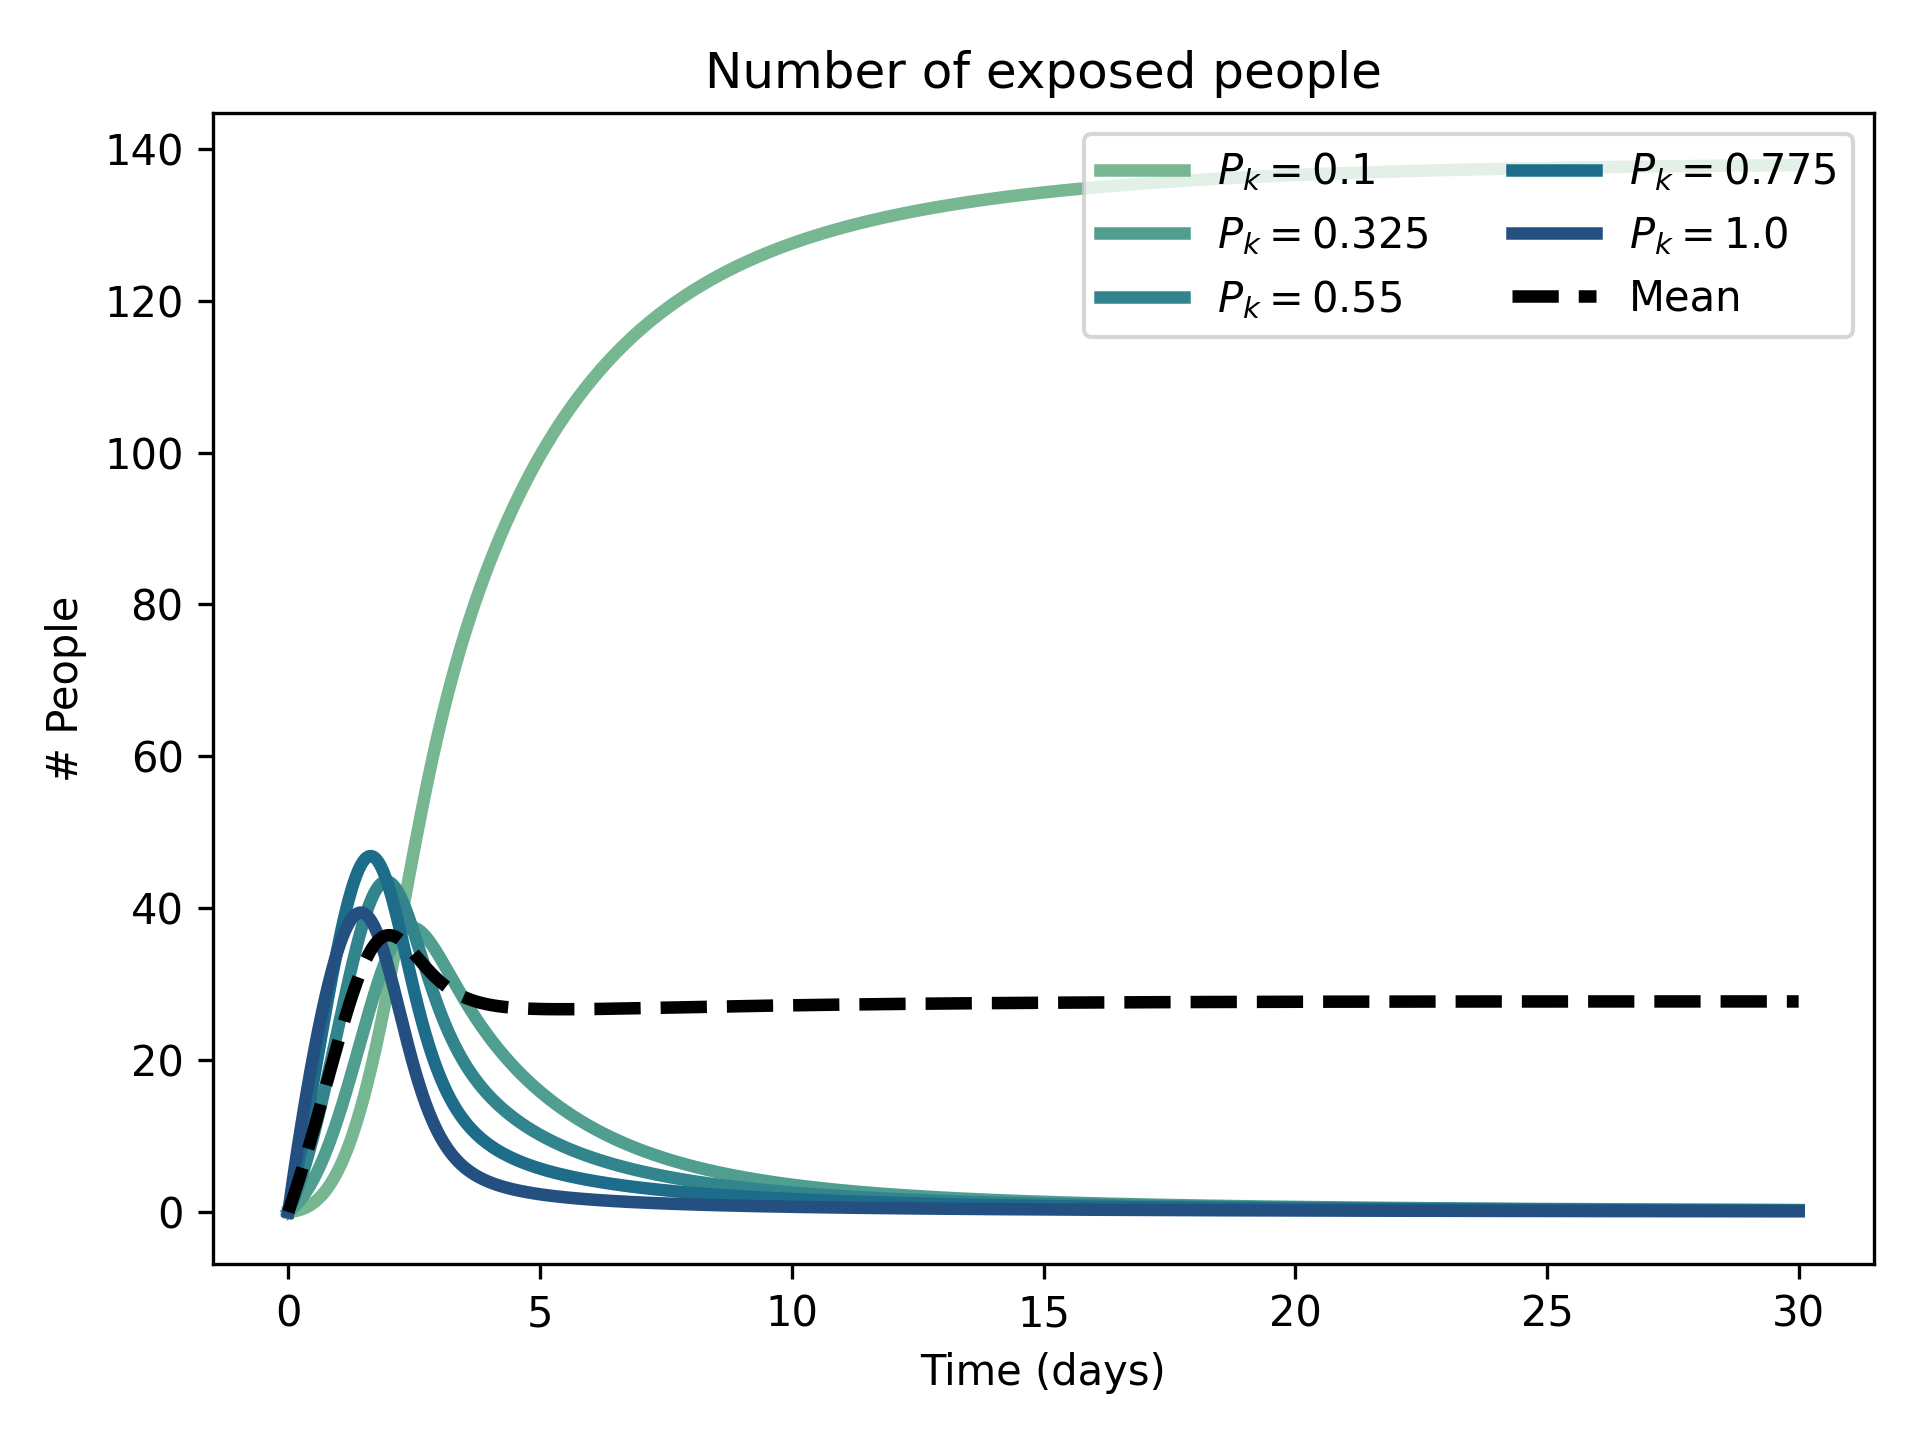 Number of exposed people
140
120
100
80
60
40
20
0
# People
P_k = 0.1
P_k = 0.325
P_k = 0.55
P_k = 0.775
P_k = 1.0
Mean
0 5 10 15 20 25 30
Time (days)